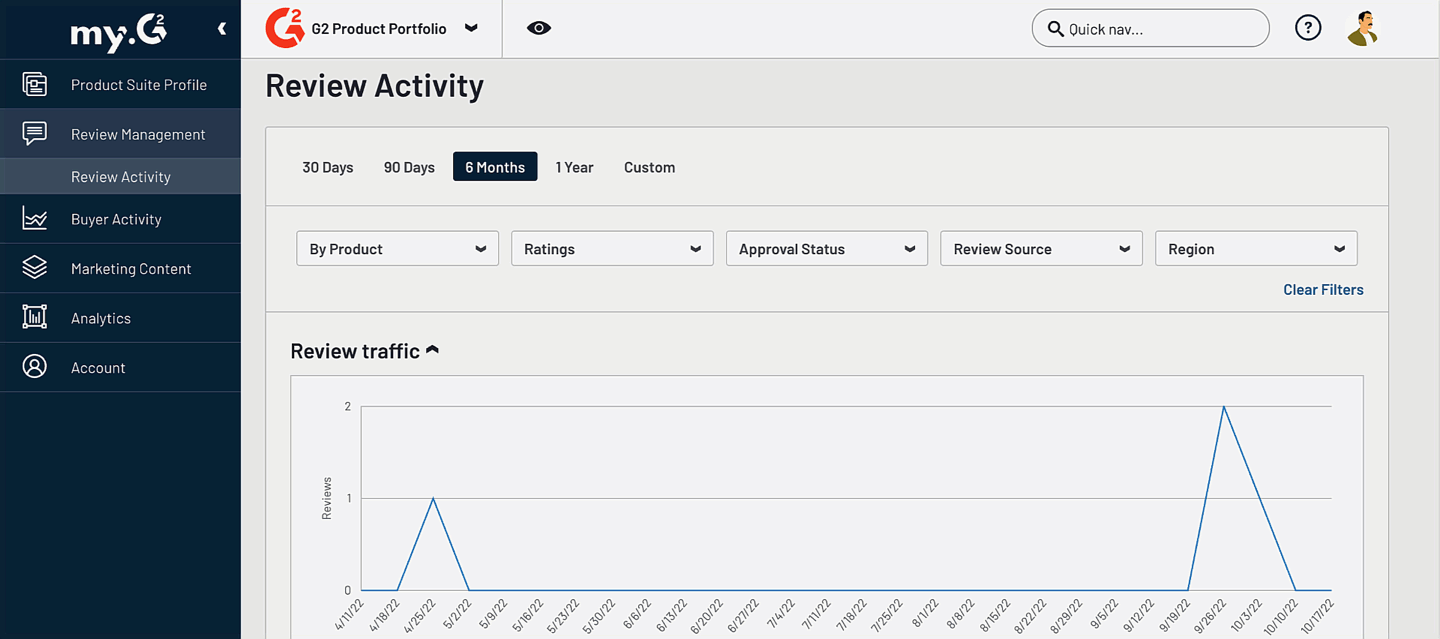 my.G2
Product Suite Profile
Review Management
Review Activity
Buyer Activity
Marketing Content
Analytics
Account
G2 G2 Product Portfolio
Quick nav...
?
Review Activity
30 Days 90 Days 6 Months 1 Year Custom
By Product Ratings Approval Status Review Source Region
Clear Filters
Review traffic
Reviews
2
1
0
4/11/22 4/18/22 4/25/22 5/2/22 5/9/22 5/16/22 5/23/22 5/30/22 6/6/22 6/13/22 6/20/22 6/27/22 7/4/22 7/11/22 7/18/22 7/25/22 8/1/22 8/8/22 8/15/22 8/22/22 8/29/22 9/5/22 9/12/22 9/19/22 9/26/22 10/3/22 10/10/22 10/17/22